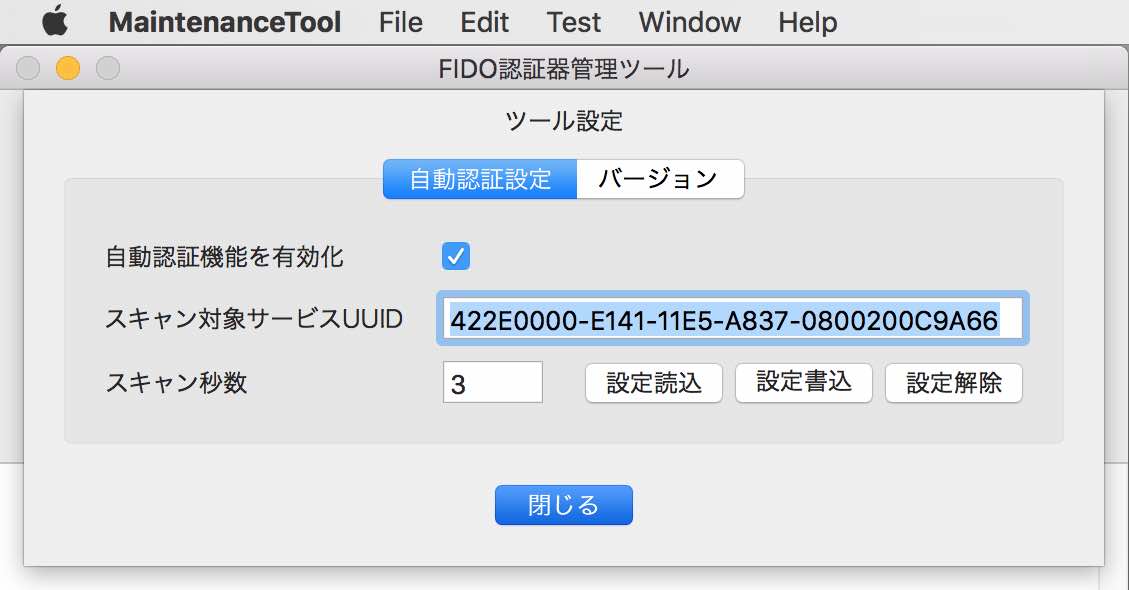 MaintenanceTool File Edit Test Window Help
FIDO認証器管理ツール
ツール設定
自動認証設定 バージョン
自動認証機能を有効化
スキャン対象サービスUUID 422E0000-E141-11E5-A837-0800200C9A66
スキャン秒数 3 設定読込 設定書込 設定解除
閉じる